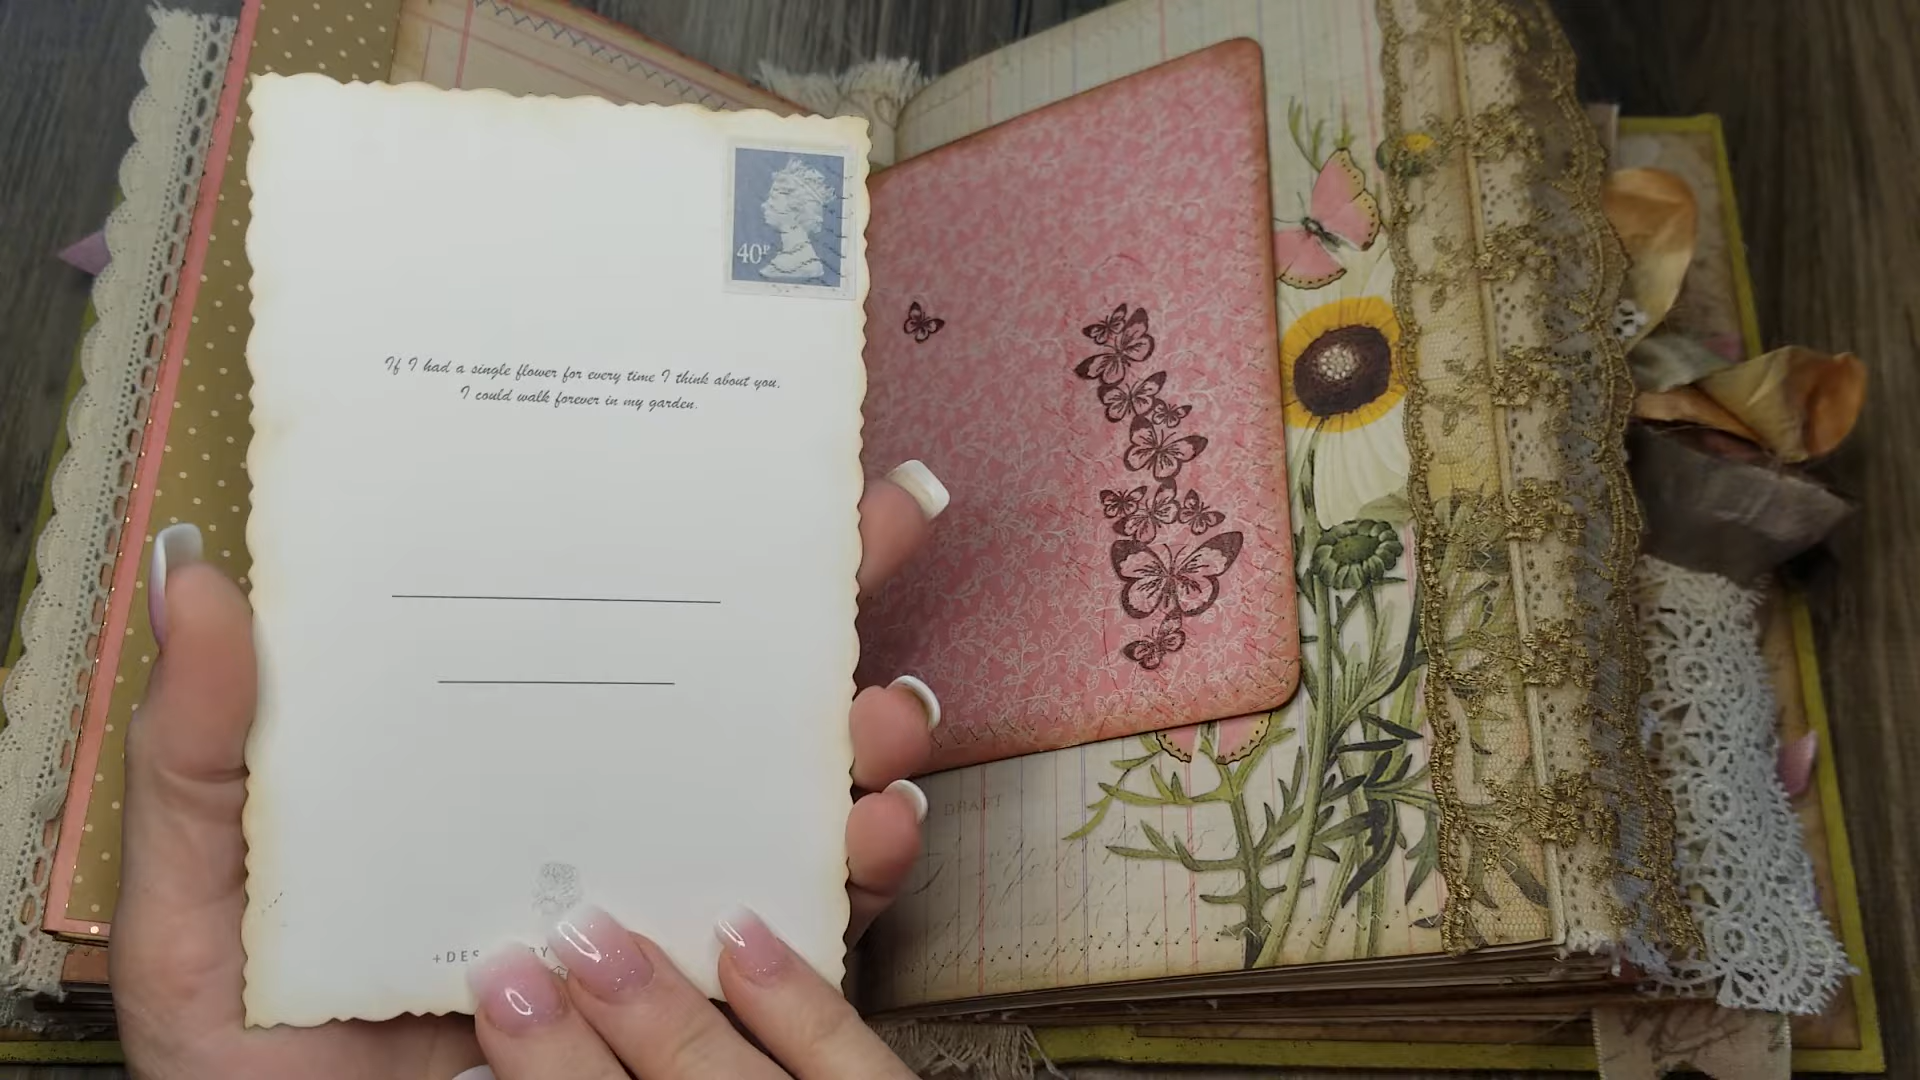 40P
If I had a single flower for every time I think about you,
I could walk forever in my garden.
DRAFT